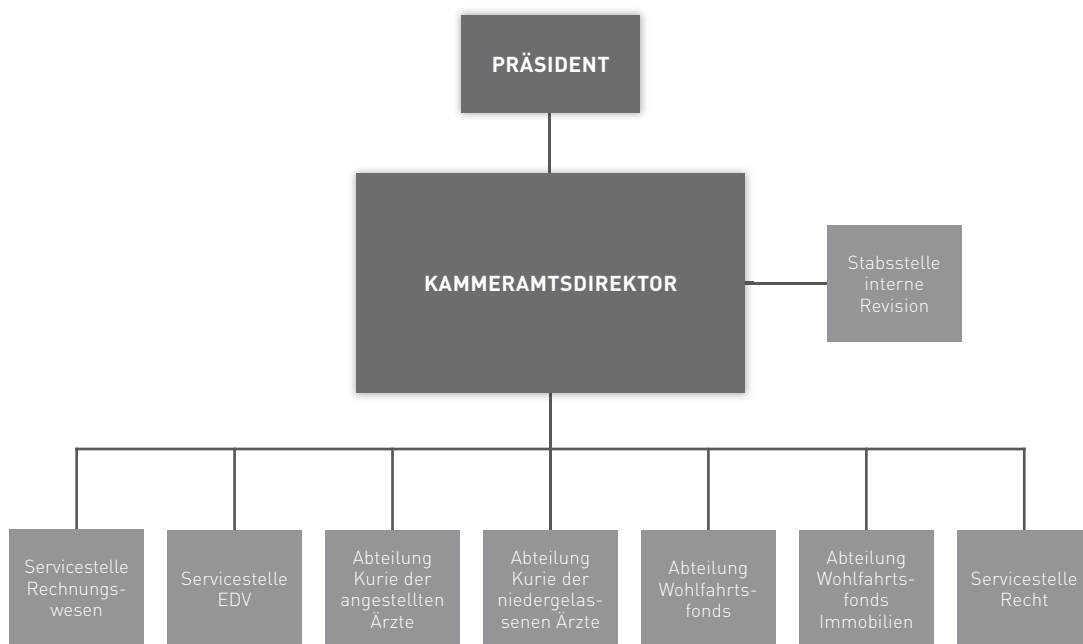 PRÄSIDENT
KAMMERAMTSDIREKTOR
Stabsstelle
interne
Revision
Servicestelle
Rechnungs-
wesen
Servicestelle
EDV
Abteilung
Kurie der
angestellten
Ärzte
Abteilung
Kurie der
niedergelas-
senen Ärzte
Abteilung
Wohlfahrts-
fonds
Abteilung
Wohlfahrts-
fonds
Immobilien
Servicestelle
Recht